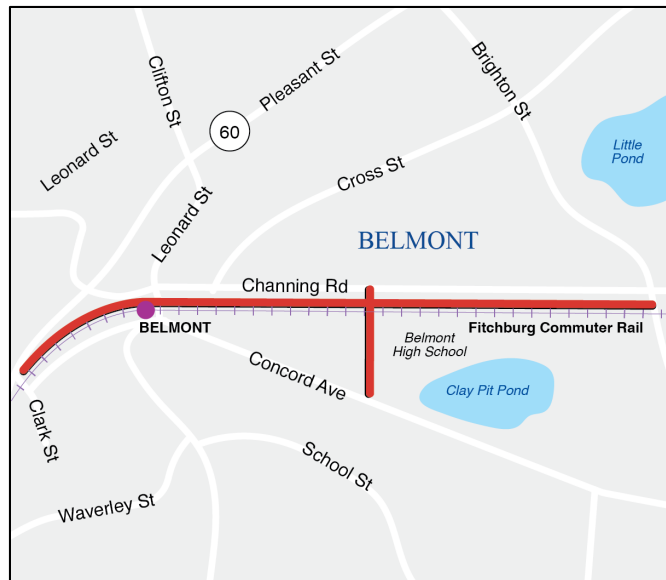 Clifton St
Pleasant St
Brighton St
60
Leonard St
Little
Pond
Cross St
Leonard St
BELMONT
Channing Rd
BELMONT
Fitchburg Commuter Rail
Belmont
High School
Concord Ave
Clay Pit Pond
Clark St
School St
Waverley St